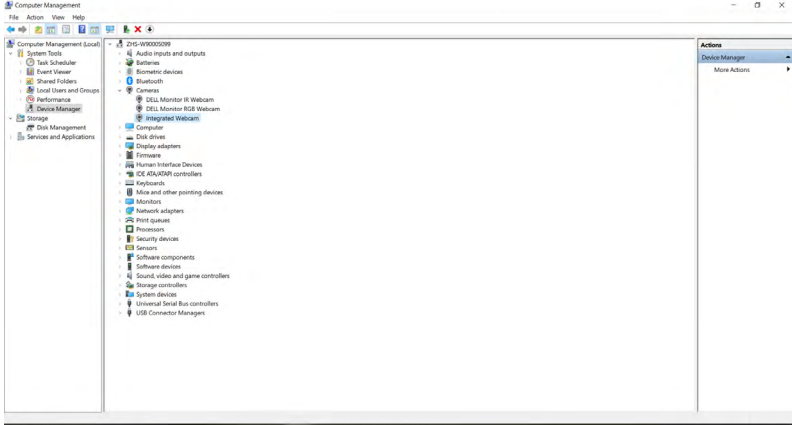 Computer Management
File Action View Help
Computer Management (Local)
System Tools
Task Scheduler
Event Viewer
Shared Folders
Local Users and Groups
Performance
Device Manager
Storage
Disk Management
Services and Applications
ZHS-W90005099
Audio inputs and outputs
Batteries
Biometric devices
Bluetooth
Cameras
DELL Monitor IR Webcam
DELL Monitor RGB Webcam
Integrated Webcam
Computer
Disk drives
Display adapters
Firmware
Human Interface Devices
IDE ATA/ATAPI controllers
Keyboards
Mice and other pointing devices
Monitors
Network adapters
Print queues
Processors
Security devices
Sensors
Software components
Software devices
Sound, video and game controllers
Storage controllers
System devices
Universal Serial Bus controllers
USB Connector Managers
Actions
Device Manager
More Actions